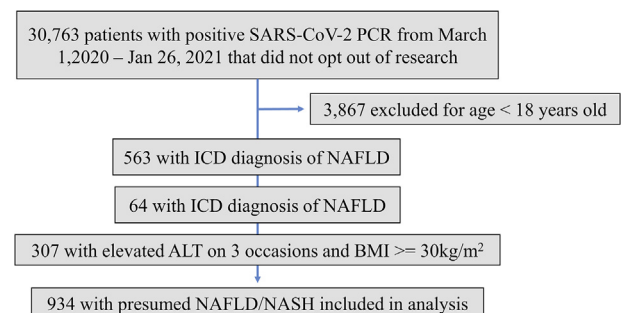 30,763 patients with positive SARS-CoV-2 PCR from March
1,2020 – Jan 26, 2021 that did not opt out of research
3,867 excluded for age < 18 years old
563 with ICD diagnosis of NAFLD
64 with ICD diagnosis of NAFLD
307 with elevated ALT on 3 occasions and BMI >= 30kg/m²
934 with presumed NAFLD/NASH included in analysis